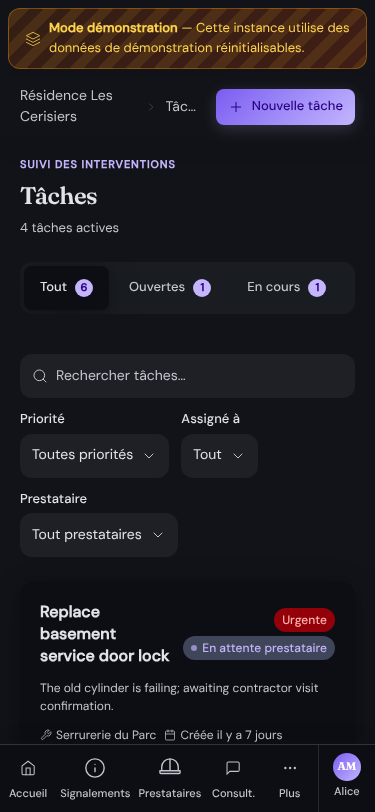 Mode démonstration — Cette instance utilise des
données de démonstration réinitialisables.
Résidence Les
Cerisiers
Tâc...
Nouvelle tâche
SUIVI DES INTERVENTIONS
Tâches
4 tâches actives
Tout 6
Ouvertes 1
En cours 1
Rechercher tâches...
Priorité
Assigné à
Toutes priorités
Tout
Prestataire
Tout prestataires
Replace
basement
service door lock
Urgente
En attente prestataire
The old cylinder is failing; awaiting contractor visit
confirmation.
Serrurerie du Parc
Créée il y a 7 jours
Accueil
Signalements
Prestataires
Consult.
Plus
AM
Alice